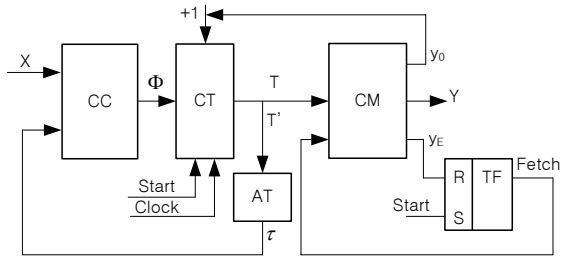 +1
y0
X
CC
Φ
CT
T
CM
Y
T'
yE
Fetch
Start
Clock
AT
R TF
Start
S
τ